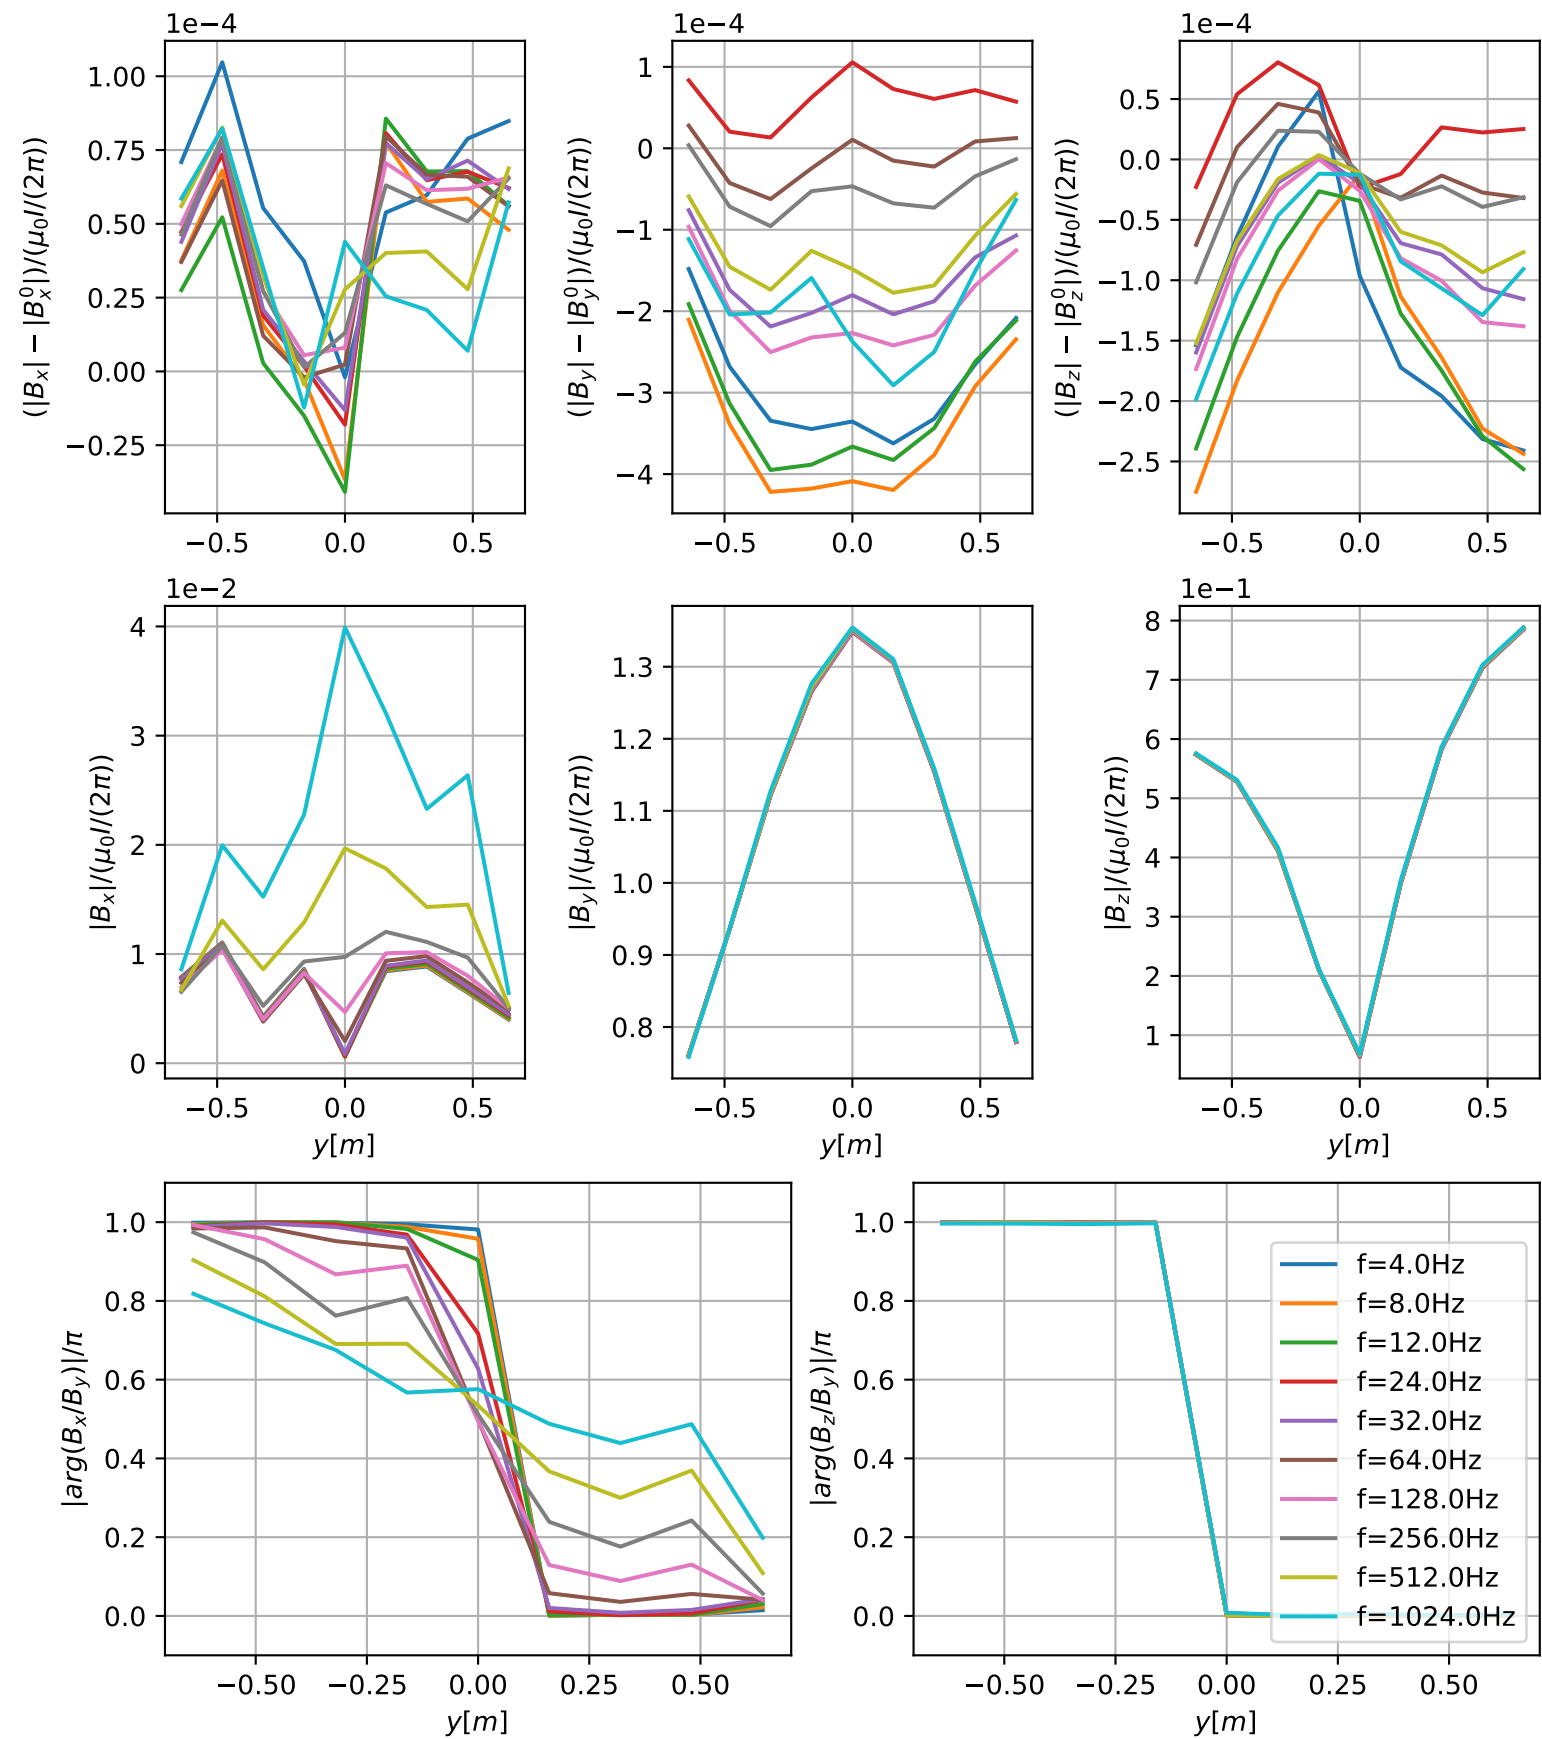 1e−4 1e−4 1e−4
(|B_x| − |B_x^0|)/(μ_0I/(2π))
1.00
0.75
0.50
0.25
0.00
−0.25
−0.5 0.0 0.5
(|B_y| − |B_y^0|)/(μ_0I/(2π))
1
0
−1
−2
−3
−4
−0.5 0.0 0.5
(|B_z| − |B_z^0|)/(μ_0I/(2π))
0.5
0.0
−0.5
−1.0
−1.5
−2.0
−2.5
−0.5 0.0 0.5
1e−2
|B_x|/(μ_0I/(2π))
4
3
2
1
0
−0.5 0.0 0.5
y[m]
|B_y|/(μ_0I/(2π))
1.3
1.2
1.1
1.0
0.9
0.8
−0.5 0.0 0.5
y[m]
1e−1
|B_z|/(μ_0I/(2π))
8
7
6
5
4
3
2
1
−0.5 0.0 0.5
y[m]
|arg(B_x/B_y)|/π
1.0
0.8
0.6
0.4
0.2
0.0
−0.50 −0.25 0.00 0.25 0.50
y[m]
|arg(B_z/B_y)|/π
1.0
0.8
0.6
0.4
0.2
0.0
−0.50 −0.25 0.00 0.25 0.50
y[m]
f=4.0Hz
f=8.0Hz
f=12.0Hz
f=24.0Hz
f=32.0Hz
f=64.0Hz
f=128.0Hz
f=256.0Hz
f=512.0Hz
f=1024.0Hz